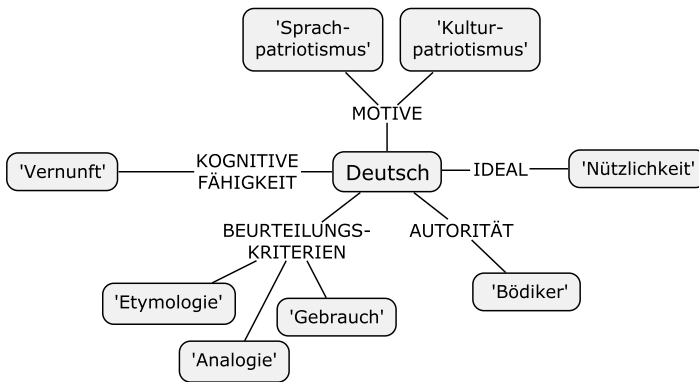 'Sprach-
patriotismus'
'Kultur-
patriotismus'
MOTIVE
'Vernunft'
KOGNITIVE
FÄHIGKEIT
Deutsch
IDEAL
'Nützlichkeit'
BEURTEILUNGS-
KRITERIEN
AUTORITÄT
'Etymologie'
'Gebrauch'
'Bödiker'
'Analogie'